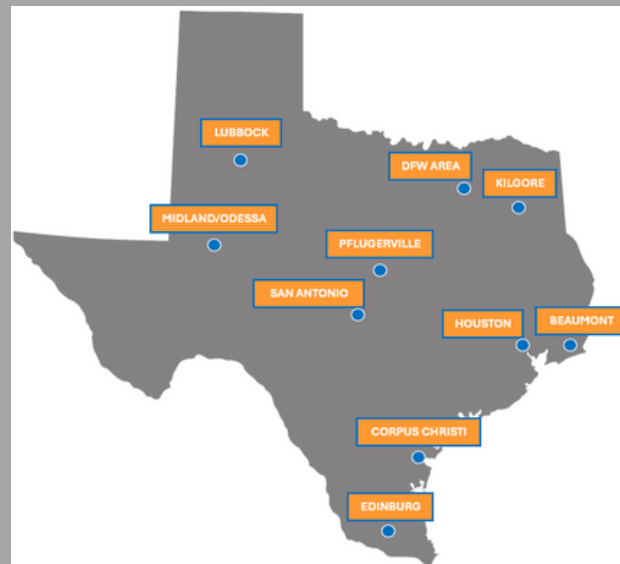 LUBBOCK
DFW AREA
KILGORE
MIDLAND/ODESSA
PFLUGERVILLE
SAN ANTONIO
HOUSTON
BEAUMONT
CORPUS CHRISTI
EDINBURG